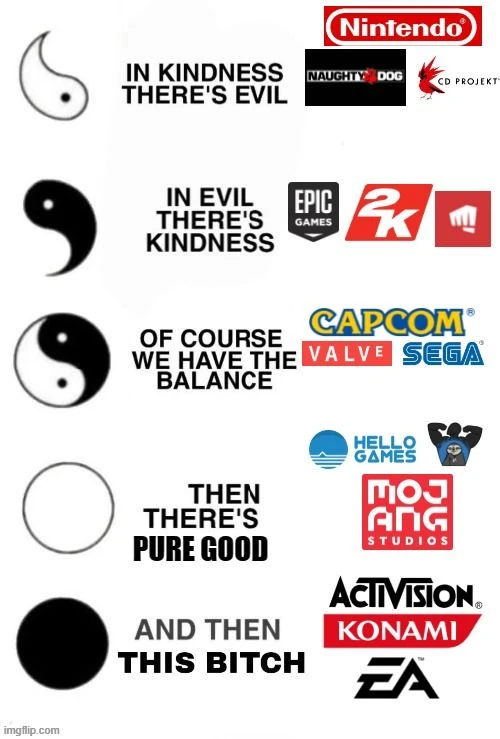 Nintendo®
IN KINDNESS
THERE'S EVIL
NAUGHTY DOG
CD PROJEKT
IN EVIL
THERE'S
KINDNESS
EPIC
GAMES
2K
OF COURSE
WE HAVE THE
BALANCE
CAPCOM®
VALVE
SEGA®
THEN
THERE'S
PURE GOOD
HELLO
GAMES
MOJ
ANG
STUDIOS
AND THEN
THIS BITCH
ACTIVISION®
KONAMI
EA™
imgflip.com